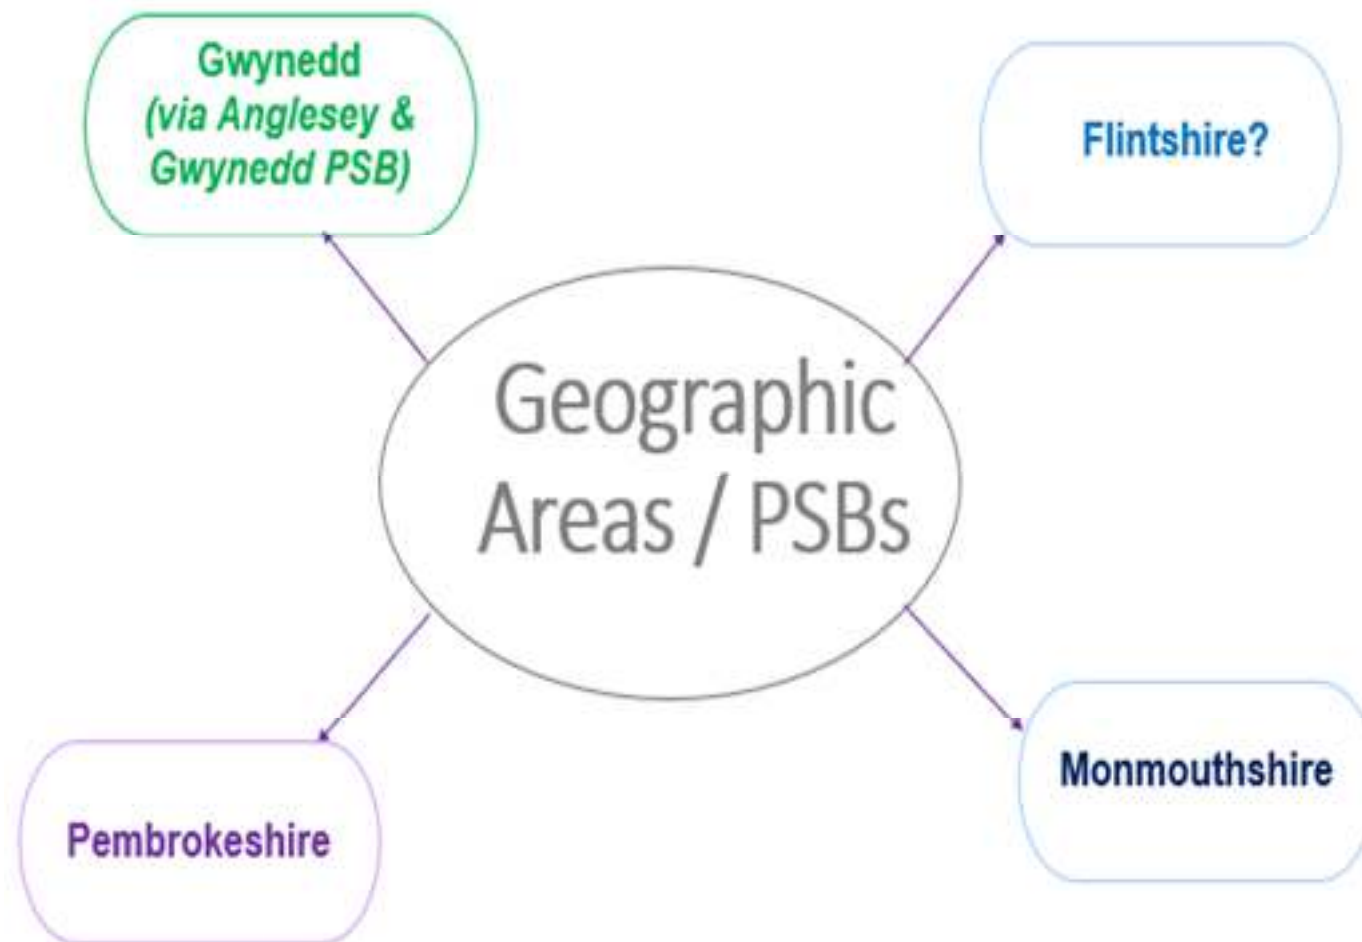 Gwynedd
(via Anglesey &
Gwynedd PSB)
Flintshire?
Geographic
Areas / PSBs
Pembrokeshire
Monmouthshire